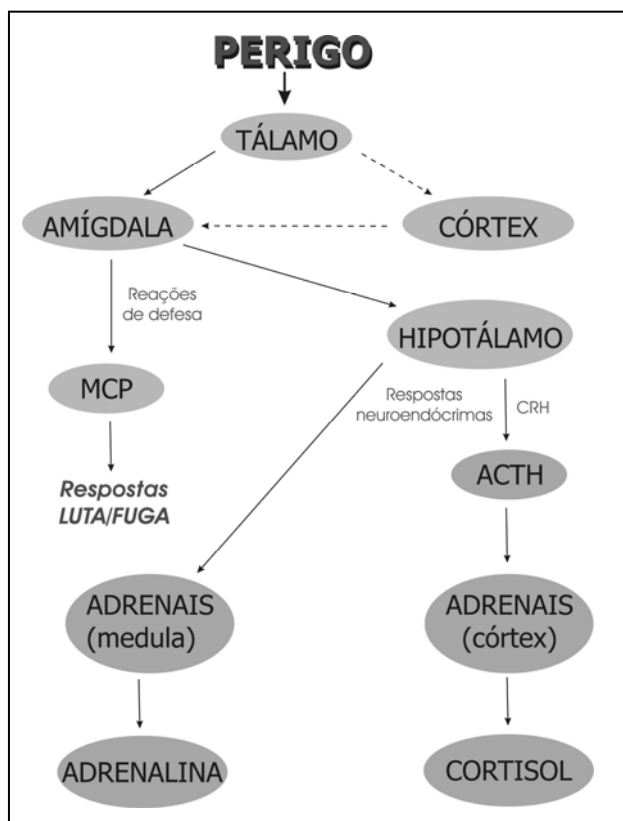 PERIGO
TÁLAMO
AMÍGDALA
CÓRTEX
Reações
de defesa
HIPOTÁLAMO
MCP
Respostas
neuroendócrimas
CRH
Respostas
LUTA/FUGA
ACTH
ADRENAIS
(medula)
ADRENAIS
(córtex)
ADRENALINA
CORTISOL